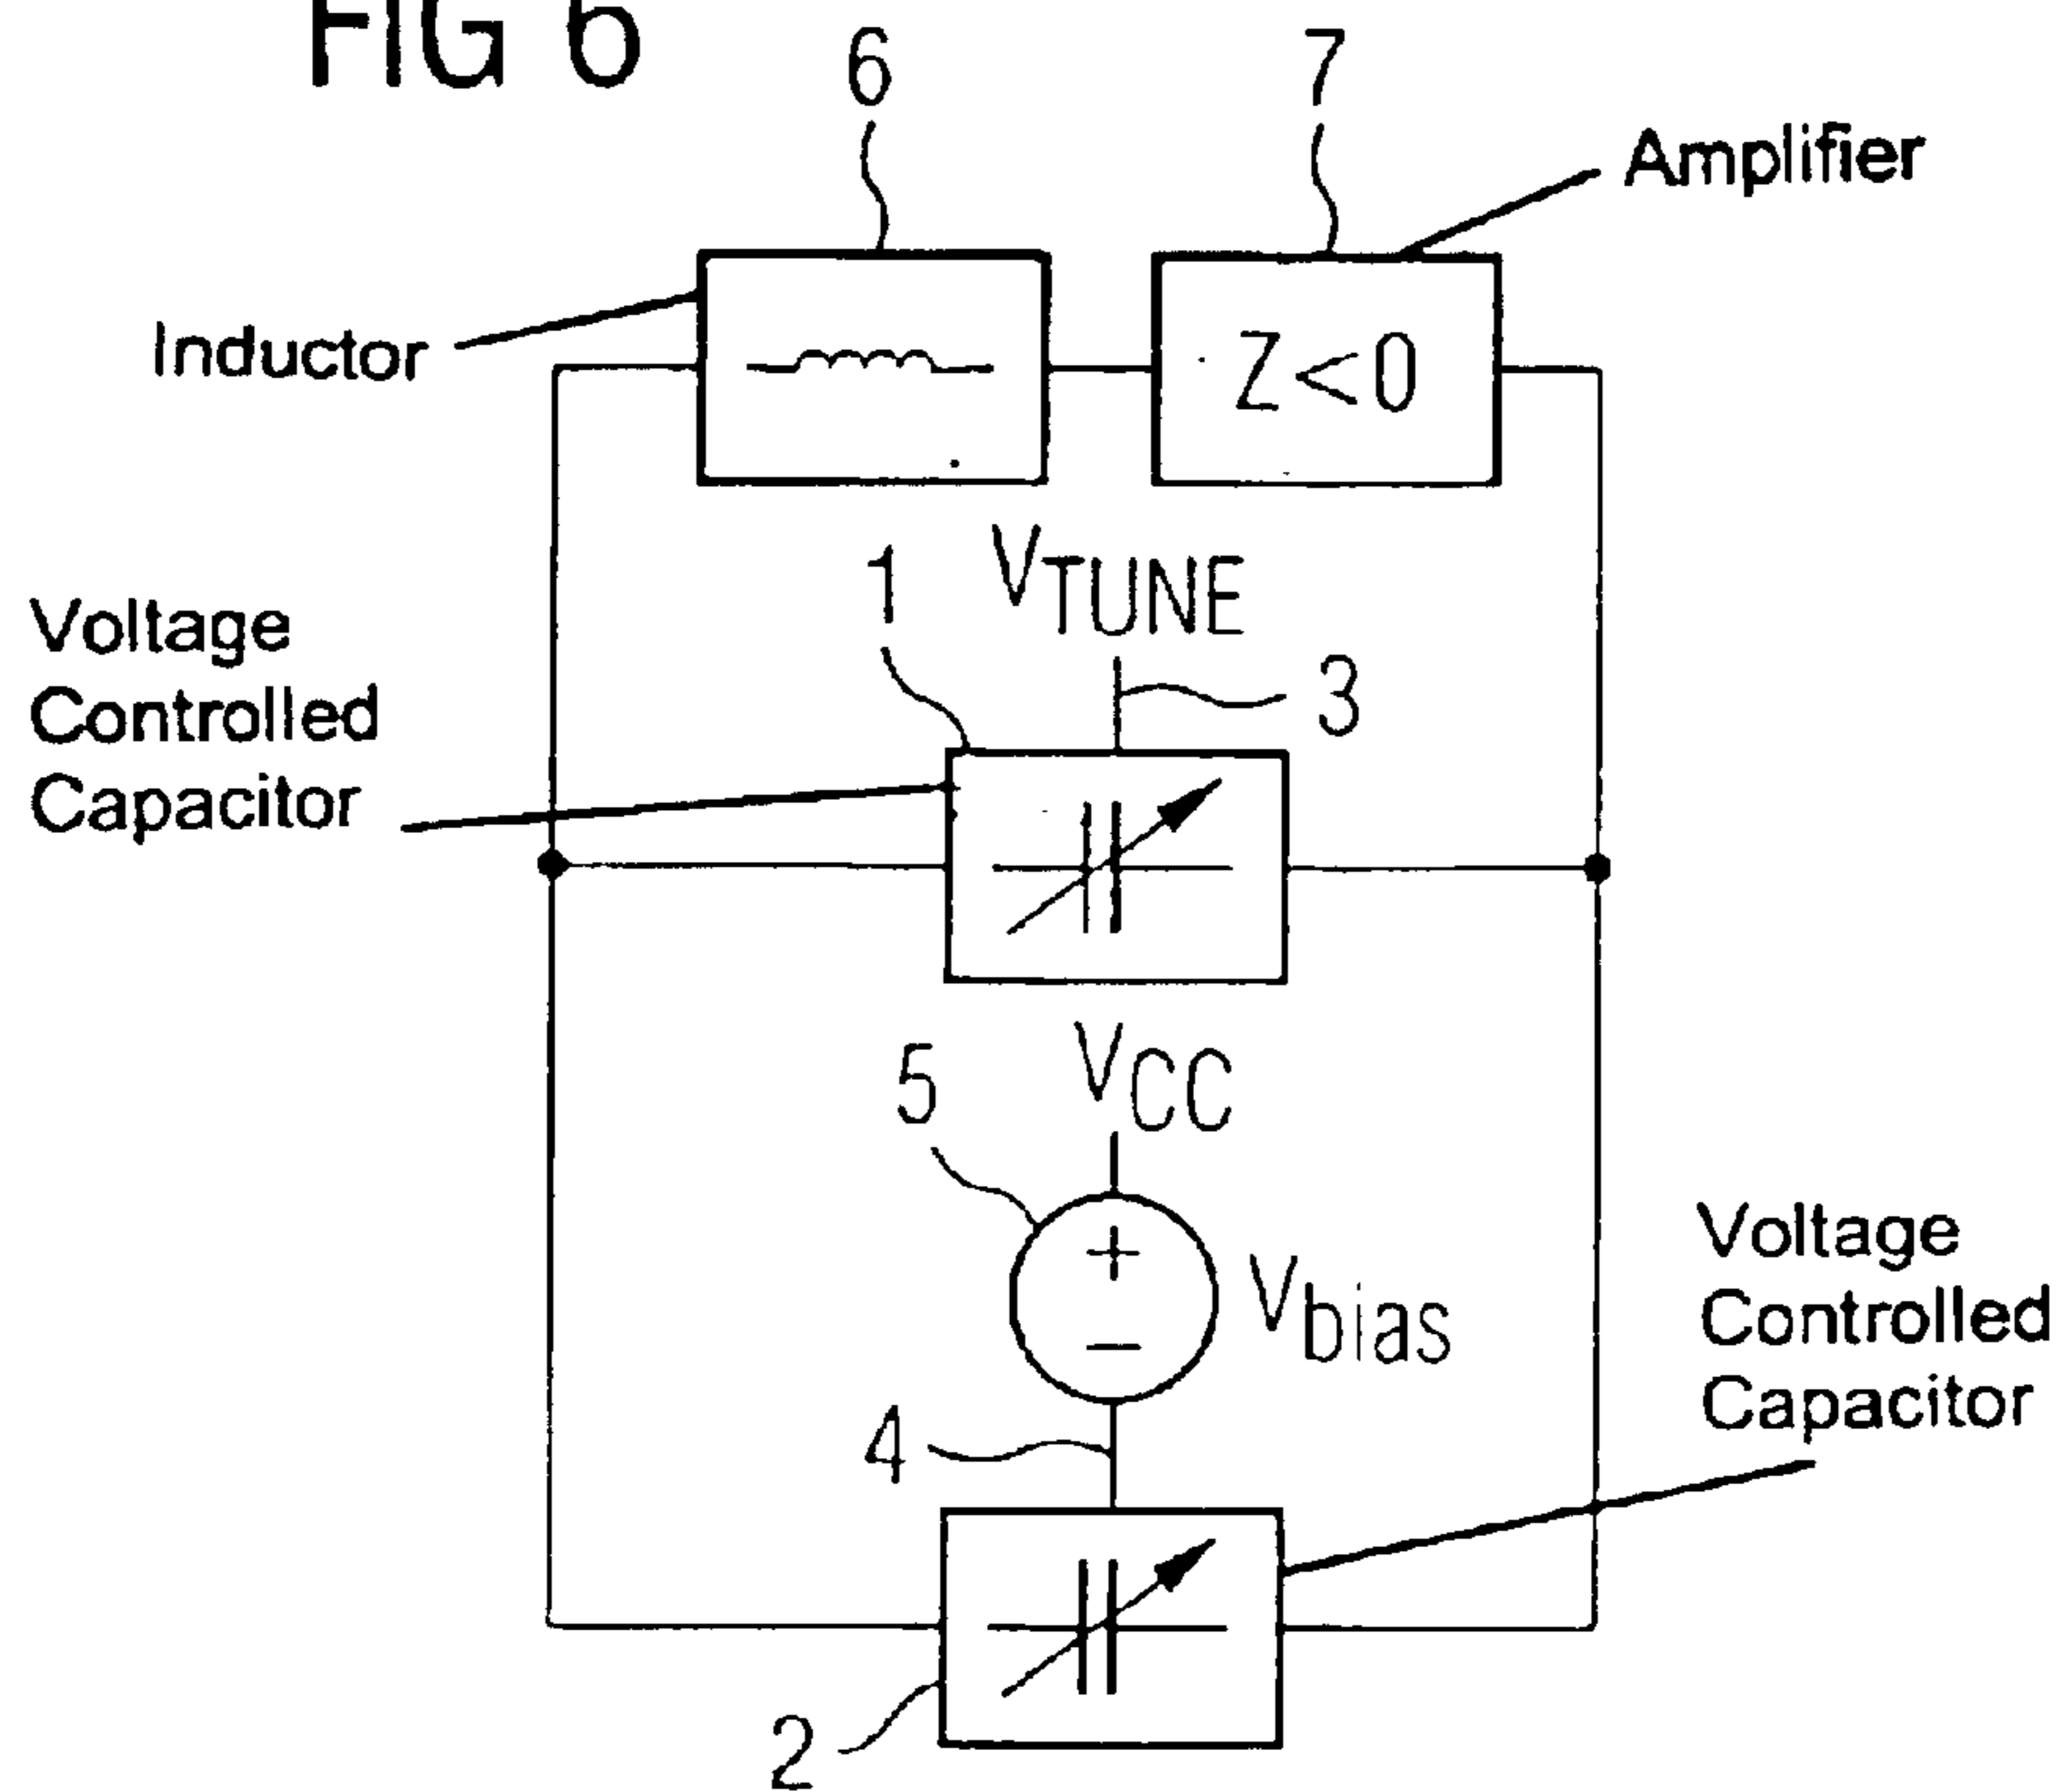 FIG 6
6
7
Amplifier
Inductor
Z<0
1
VTUNE
3
Voltage
Controlled
Capacitor
5
VCC
+
−
Vbias
4
Voltage
Controlled
Capacitor
2